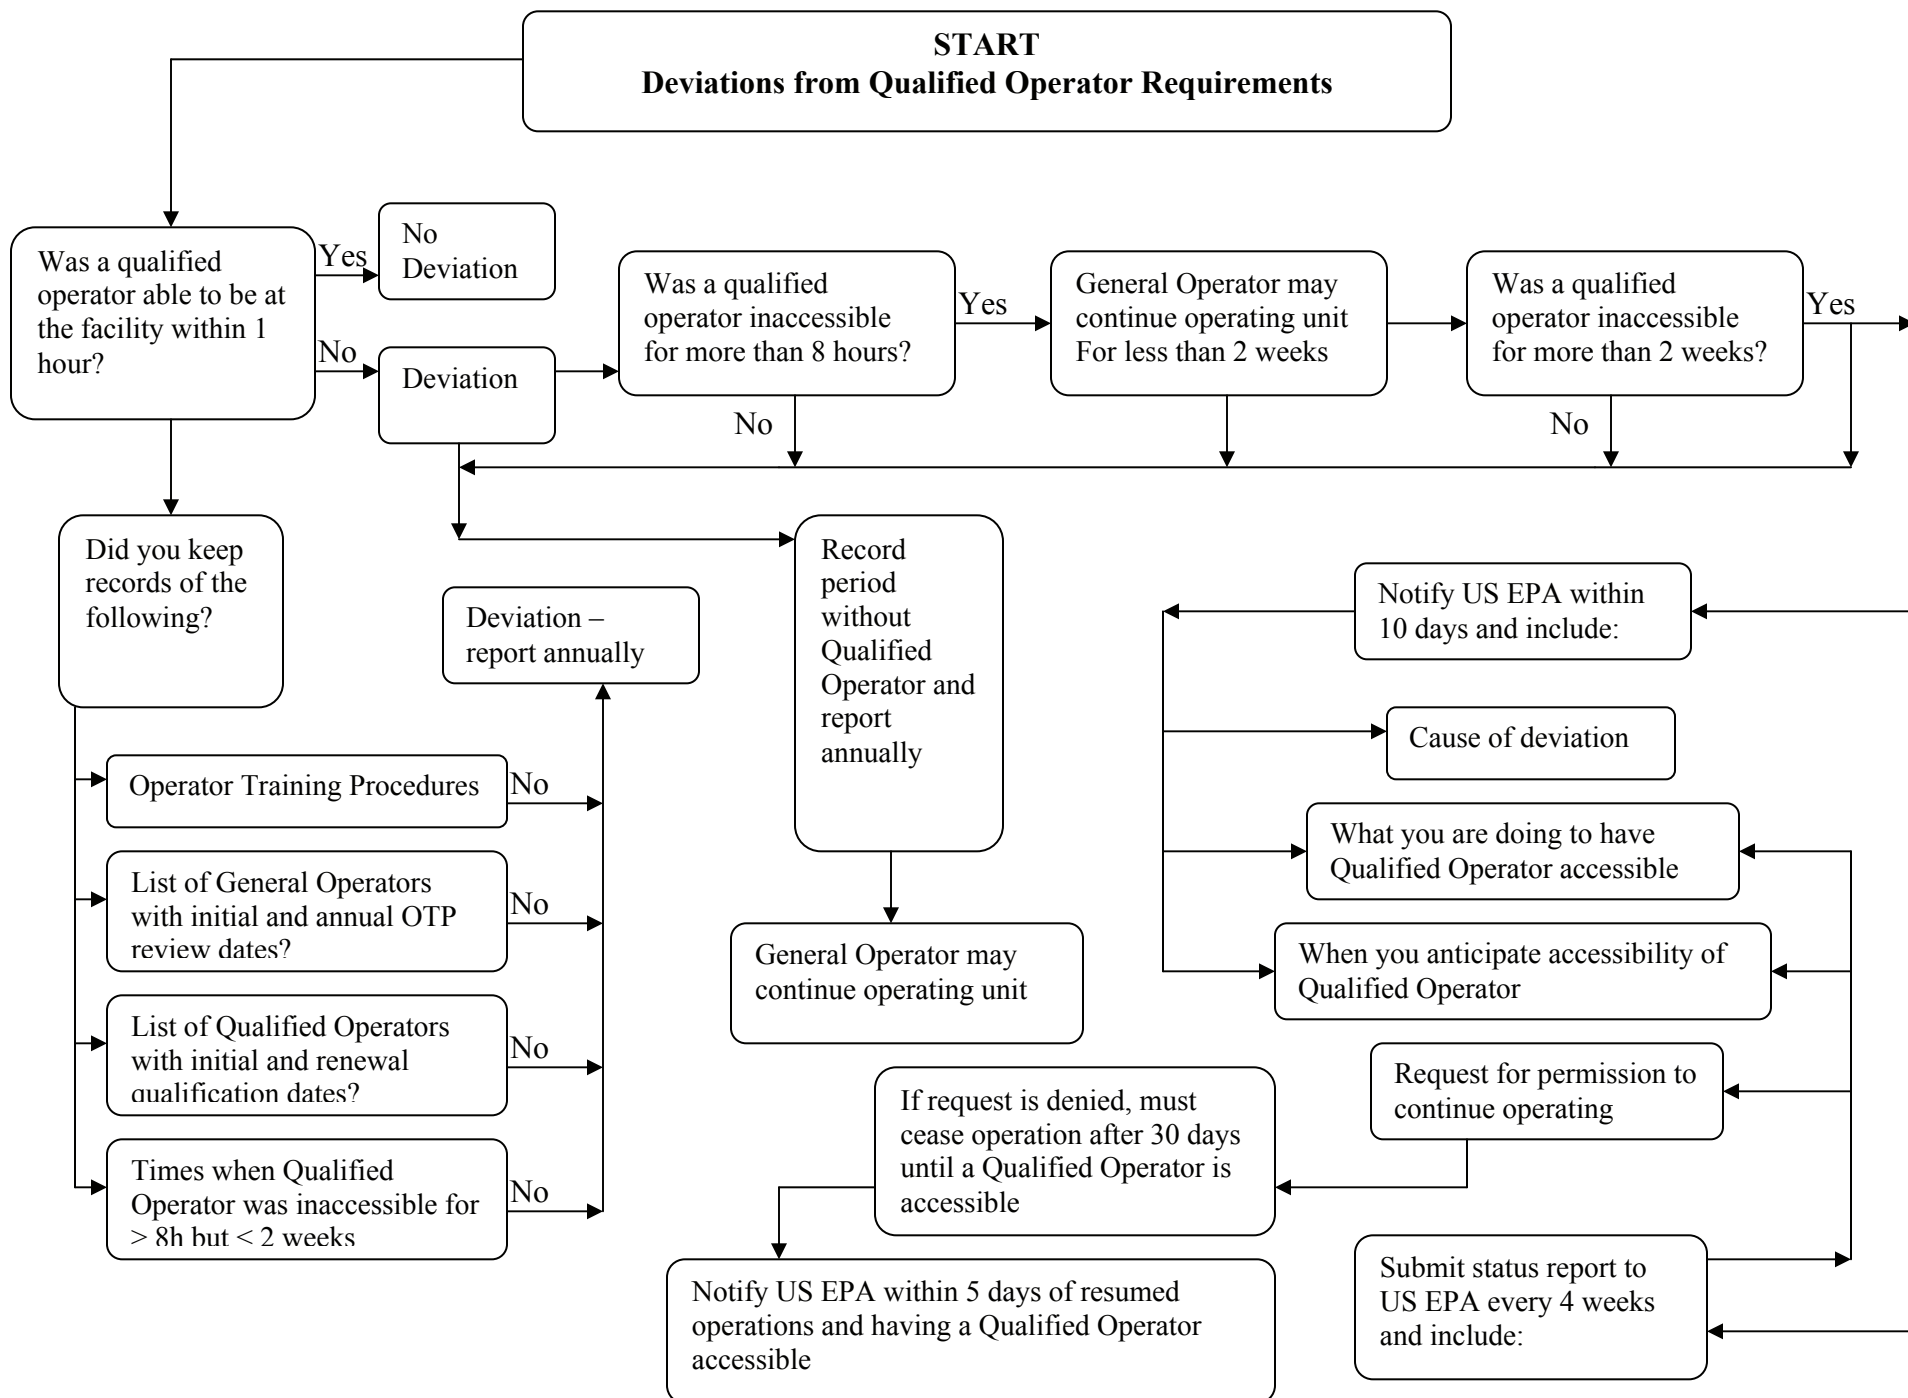 START
Deviations from Qualified Operator Requirements
Was a qualified
operator able to be at
the facility within 1
hour?
Yes
No
Deviation
No
Deviation
Was a qualified
operator inaccessible
for more than 8 hours?
Yes
No
General Operator may
continue operating unit
For less than 2 weeks
Was a qualified
operator inaccessible
for more than 2 weeks?
Yes
No
Did you keep
records of the
following?
Deviation –
report annually
Operator Training Procedures
No
List of General Operators
with initial and annual OTP
review dates?
No
List of Qualified Operators
with initial and renewal
qualification dates?
No
Times when Qualified
Operator was inaccessible for
> 8h but < 2 weeks
No
Record
period
without
Qualified
Operator and
report
annually
General Operator may
continue operating unit
Notify US EPA within
10 days and include:
Cause of deviation
What you are doing to have
Qualified Operator accessible
When you anticipate accessibility of
Qualified Operator
Request for permission to
continue operating
If request is denied, must
cease operation after 30 days
until a Qualified Operator is
accessible
Notify US EPA within 5 days of resumed
operations and having a Qualified Operator
accessible
Submit status report to
US EPA every 4 weeks
and include: